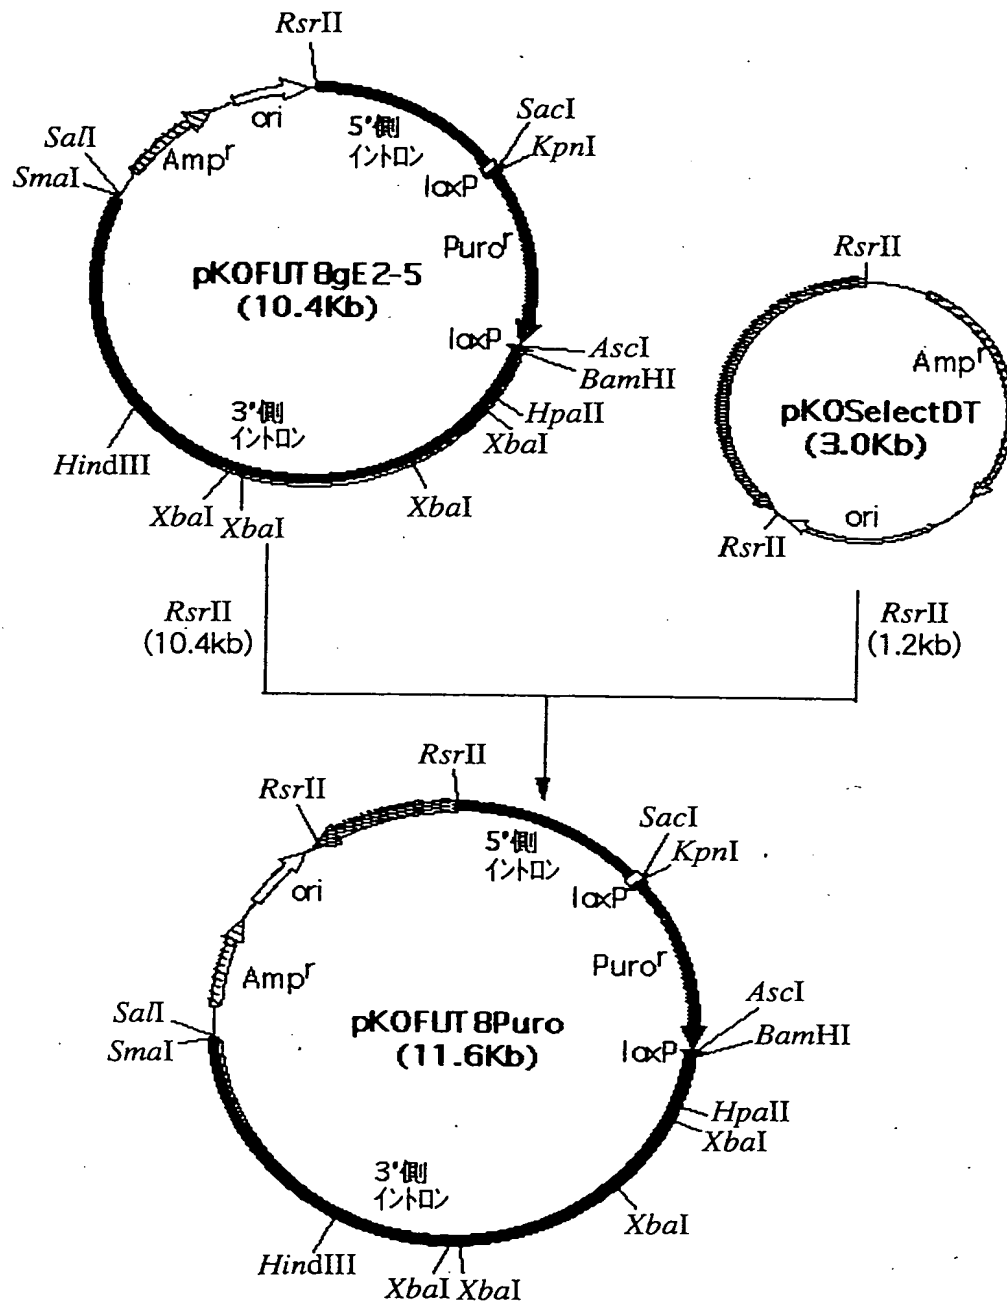 RsrII
SacI
KpnI
ori
5'側
イントロン
SalI
Ampʳ
SmaI
loxP
Puroʳ
pKOFUT8gE2-5
(10.4Kb)
loxP
AscI
BamHI
HpaII
XbaI
3'側
イントロン
HindIII
XbaI
XbaI
XbaI
RsrII
Ampʳ
pKOSelectDT
(3.0Kb)
ori
RsrII
RsrII
(10.4kb)
RsrII
(1.2kb)
RsrII
RsrII
SacI
KpnI
5'側
イントロン
ori
loxP
Ampʳ
Puroʳ
SalI
SmaI
pKOFUT8Puro
(11.6Kb)
AscI
loxP
BamHI
HpaII
XbaI
3'側
イントロン
XbaI
HindIII
XbaI
XbaI